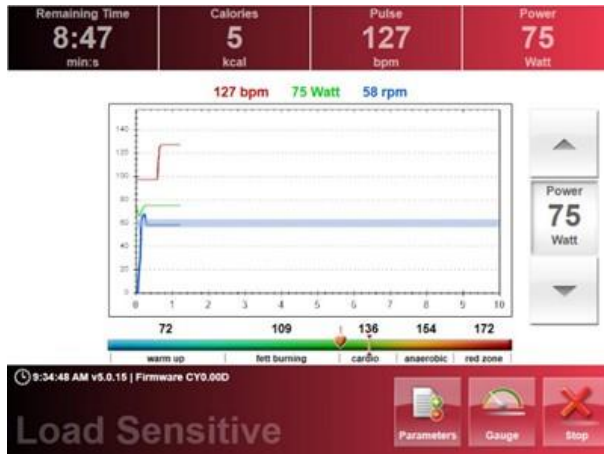 Remaining Time Calories Pulse Power
8:47 5 127 75
min:s kcal bpm Watt
127 bpm 75 Watt 58 rpm
140
120
100
80
60
40
20
0
0 1 2 3 4 5 6 7 8 9 10
Power
75
Watt
72 109 136 154 172
warm up fett burning cardio anaerobic red zone
9:34:48 AM v5.0.15 | Firmware CY0.00D
Load Sensitive
Parameters Gauge Stop